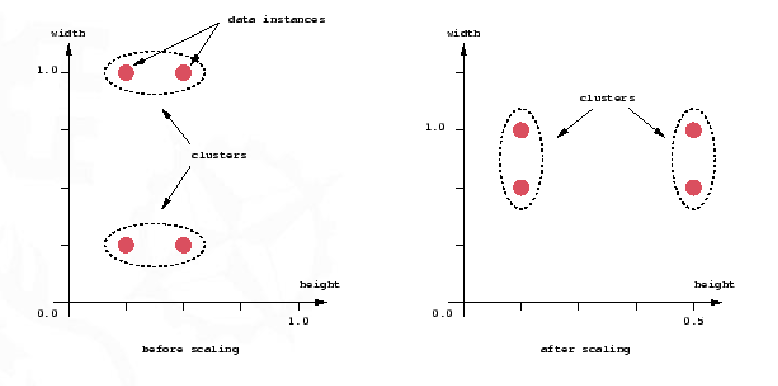 data instances
width
1.0
clusters
height
0.0
1.0
before scaling
width
clusters
1.0
height
0.0
0.5
after scaling